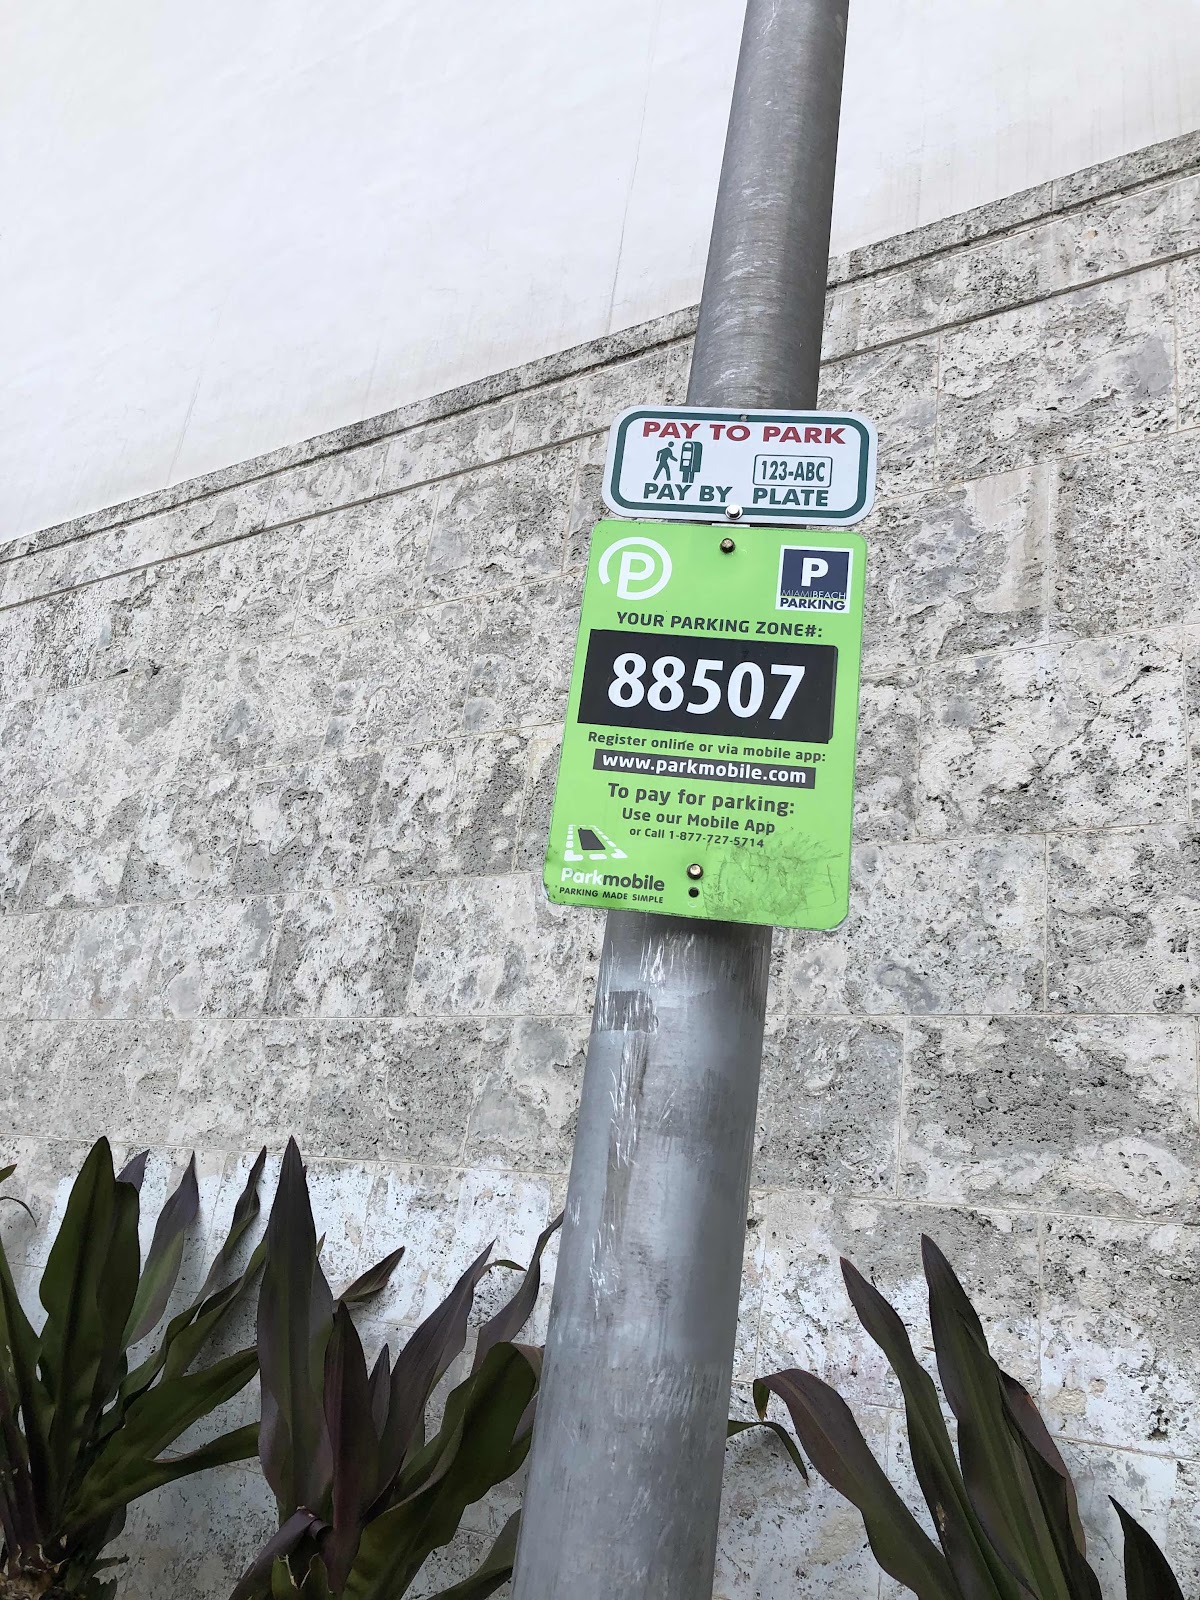 PAY TO PARK
123-ABC
PAY BY PLATE
P
P
MIAMIBEACH
PARKING
YOUR PARKING ZONE#:
88507
Register online or via mobile app:
www.parkmobile.com
To pay for parking:
Use our Mobile App
or Call 1-877-727-5714
Parkmobile
PARKING MADE SIMPLE